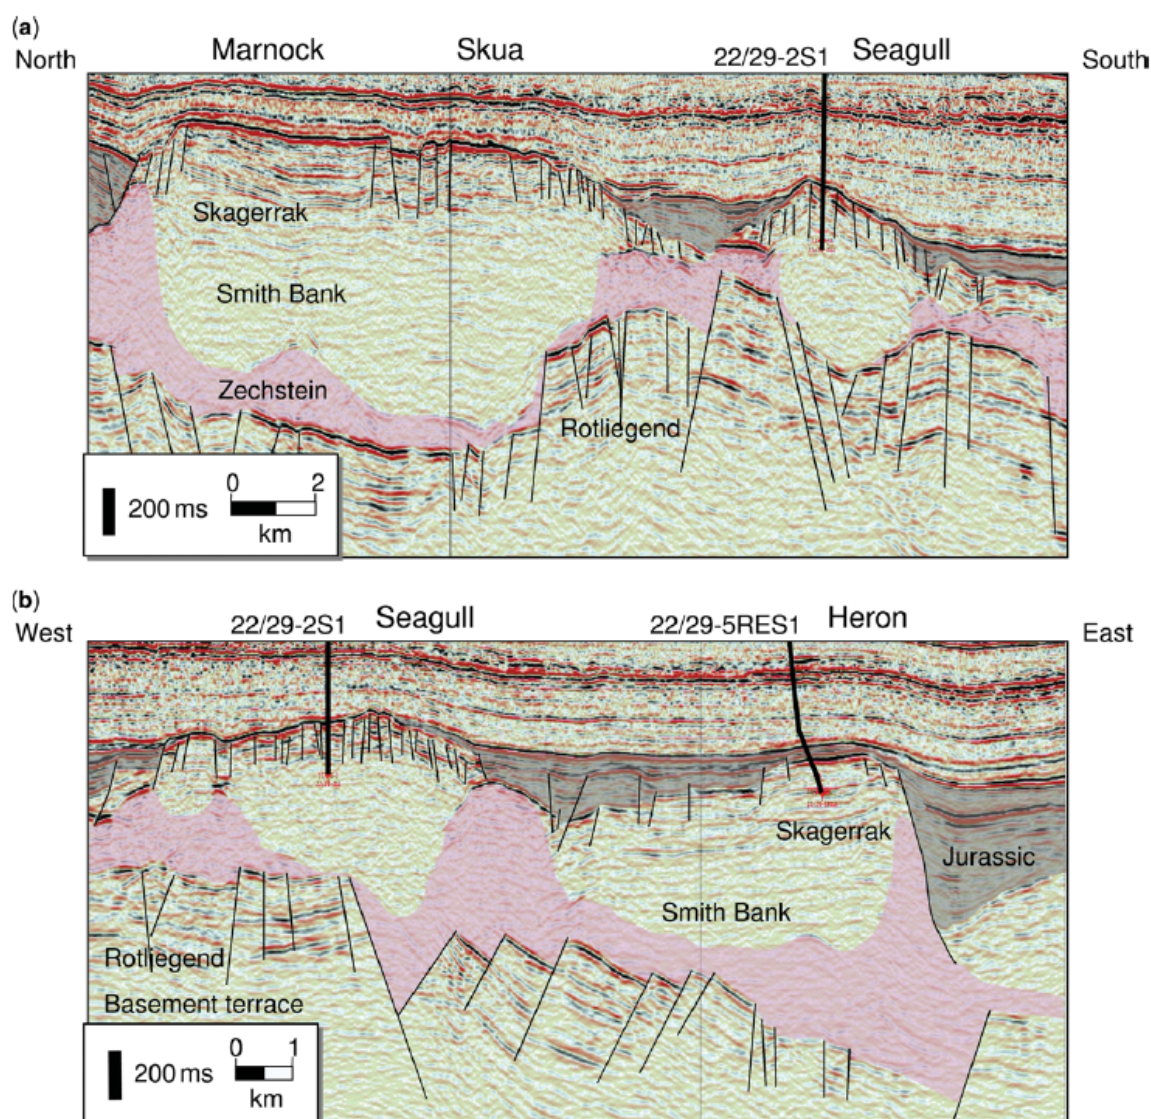 (a)
North
Marnock
Skua
22/29-2S1
Seagull
South
Skagerrak
Smith Bank
Zechstein
Rotliegend
200 ms
0 2
km
(b)
West
22/29-2S1
Seagull
22/29-5RES1
Heron
East
Skagerrak
Jurassic
Smith Bank
Rotliegend
Basement terrace
200 ms
0 1
km